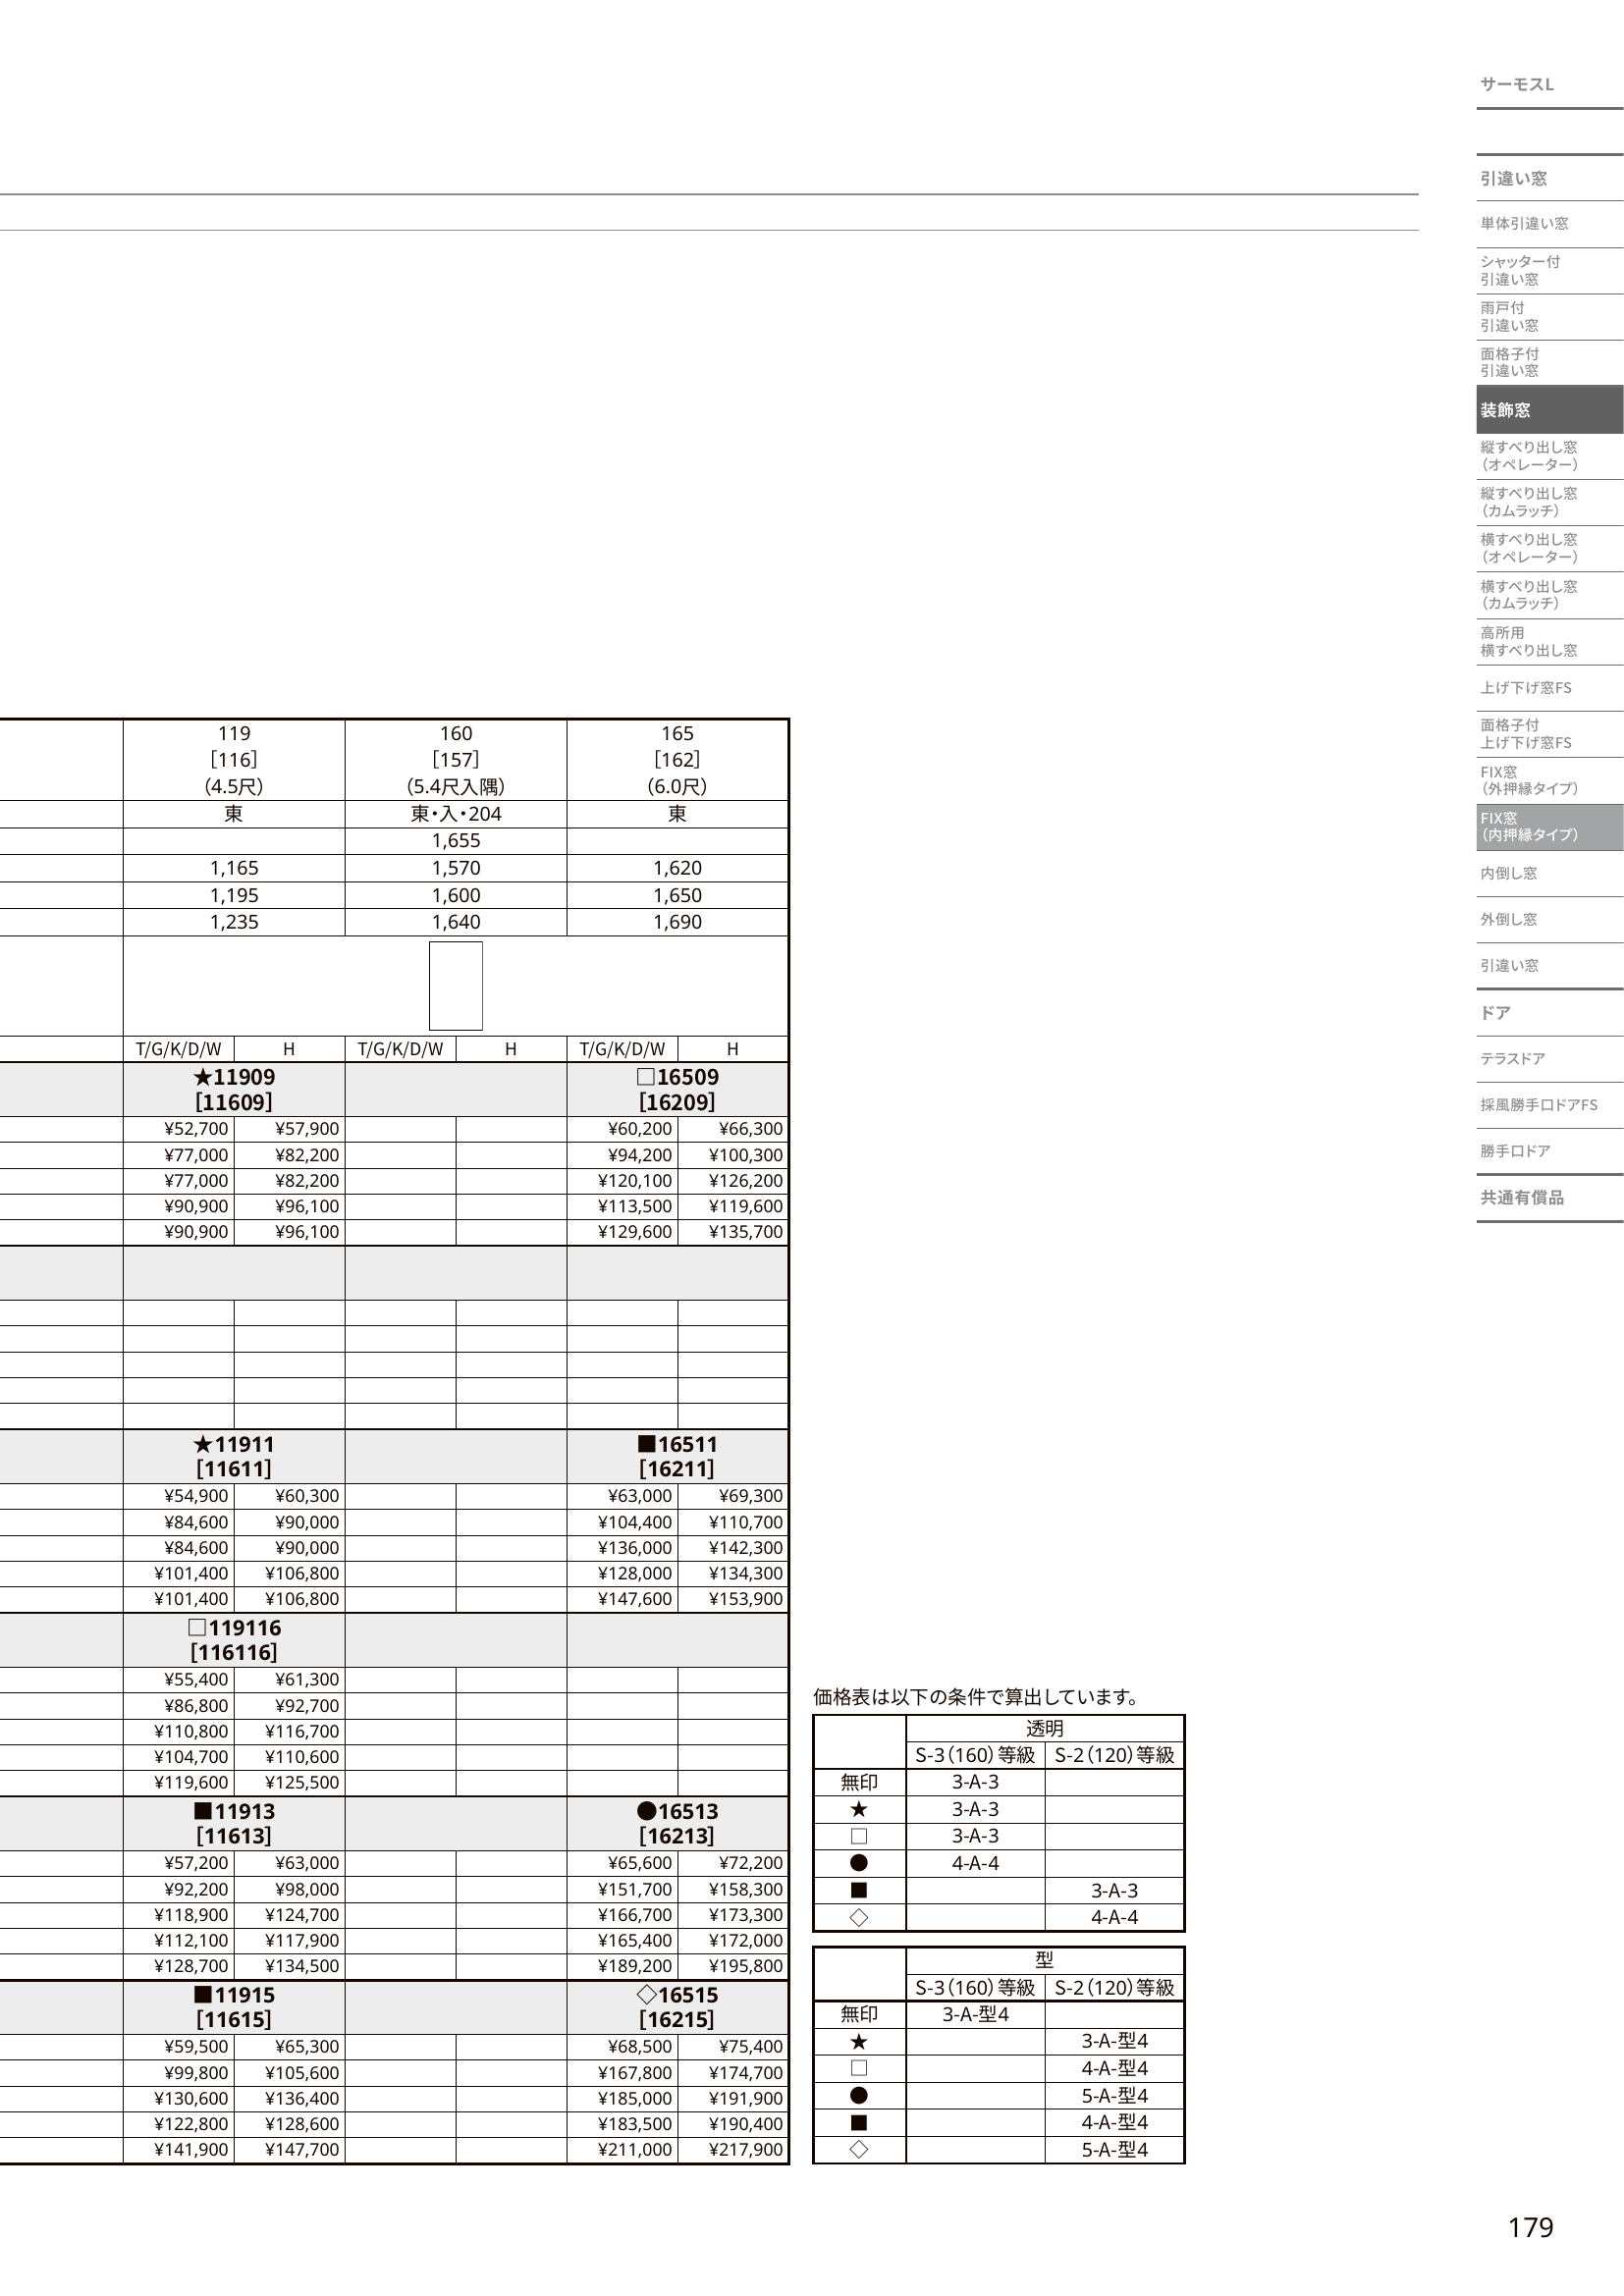 サーモスL
引違い窓
単体引違い窓
シャッター付
引違い窓
雨戸付
引違い窓
面格子付
引違い窓
装飾窓
縦すべり出し窓
（オペレーター）
縦すべり出し窓
（カムラッチ）
横すべり出し窓
（オペレーター）
横すべり出し窓
（カムラッチ）
高所用
横すべり出し窓
上げ下げ窓FS
面格子付
上げ下げ窓FS
FIX窓
（外押縁タイプ）
FIX窓
（内押縁タイプ）
内倒し窓
外倒し窓
引違い窓
ドア
テラスドア
採風勝手口ドアFS
勝手口ドア
共通有償品
119 160 165
［116］ ［157］ ［162］
（4.5尺） （5.4尺入隅） （6.0尺）
東 東・入・204 東
1,655
1,165 1,570 1,620
1,195 1,600 1,650
1,235 1,640 1,690
T/G/K/D/W H T/G/K/D/W H T/G/K/D/W H
★11909 □16509
［11609］ ［16209］
¥52,700 ¥57,900 ¥60,200 ¥66,300
¥77,000 ¥82,200 ¥94,200 ¥100,300
¥77,000 ¥82,200 ¥120,100 ¥126,200
¥90,900 ¥96,100 ¥113,500 ¥119,600
¥90,900 ¥96,100 ¥129,600 ¥135,700
★11911 ■16511
［11611］ ［16211］
¥54,900 ¥60,300 ¥63,000 ¥69,300
¥84,600 ¥90,000 ¥104,400 ¥110,700
¥84,600 ¥90,000 ¥136,000 ¥142,300
¥101,400 ¥106,800 ¥128,000 ¥134,300
¥101,400 ¥106,800 ¥147,600 ¥153,900
□119116
［116116］
¥55,400 ¥61,300
¥86,800 ¥92,700
¥110,800 ¥116,700
¥104,700 ¥110,600
¥119,600 ¥125,500
■11913 ●16513
［11613］ ［16213］
¥57,200 ¥63,000 ¥65,600 ¥72,200
¥92,200 ¥98,000 ¥151,700 ¥158,300
¥118,900 ¥124,700 ¥166,700 ¥173,300
¥112,100 ¥117,900 ¥165,400 ¥172,000
¥128,700 ¥134,500 ¥189,200 ¥195,800
■11915 ◇16515
［11615］ ［16215］
¥59,500 ¥65,300 ¥68,500 ¥75,400
¥99,800 ¥105,600 ¥167,800 ¥174,700
¥130,600 ¥136,400 ¥185,000 ¥191,900
¥122,800 ¥128,600 ¥183,500 ¥190,400
¥141,900 ¥147,700 ¥211,000 ¥217,900
価格表は以下の条件で算出しています。
透明
S-3（160）等級 S-2（120）等級
無印 3-A-3
★ 3-A-3
□ 3-A-3
● 4-A-4
■ 3-A-3
◇ 4-A-4
型
S-3（160）等級 S-2（120）等級
無印 3-A-型4
★ 3-A-型4
□ 4-A-型4
● 5-A-型4
■ 4-A-型4
◇ 5-A-型4
179